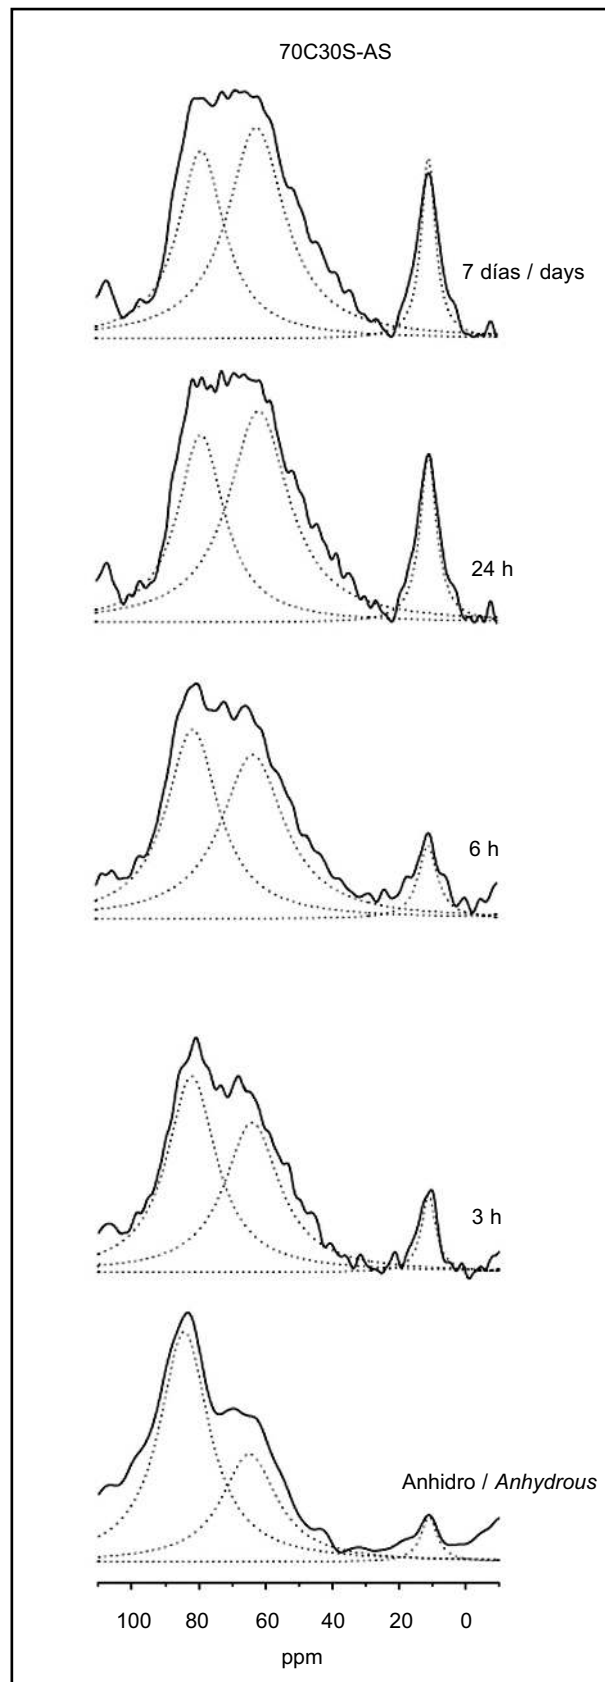 70C30S-AS
7 días / days
24 h
6 h
3 h
Anhidro / Anhydrous
100 80 60 40 20 0
ppm